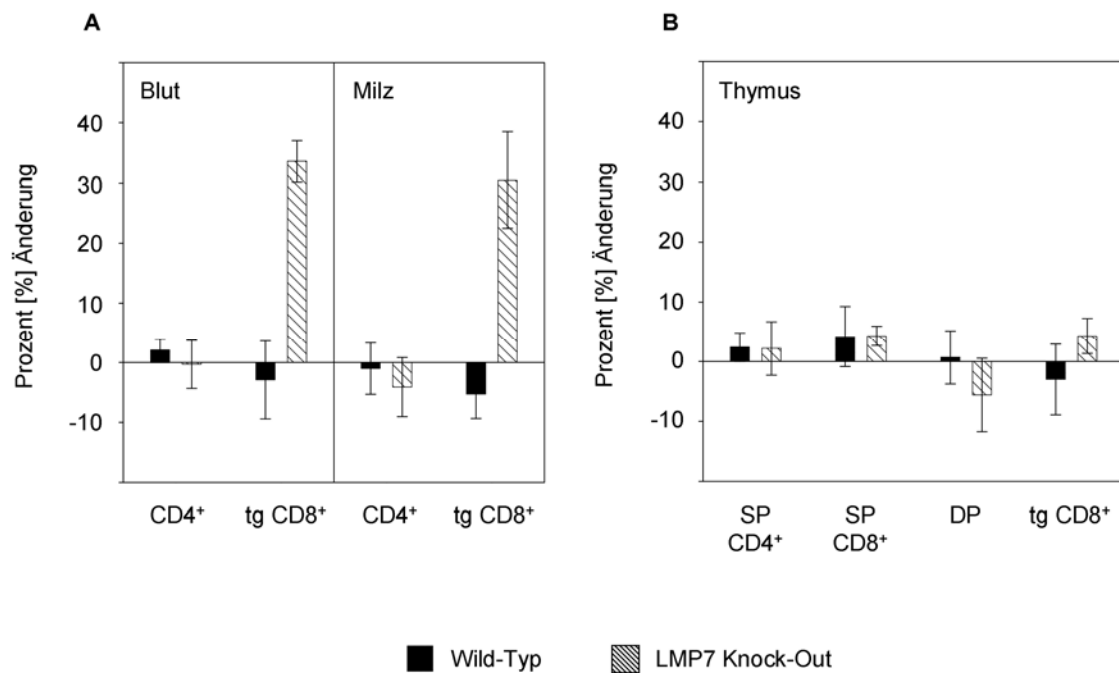 A
B
Prozent [%] Änderung
Blut
Milz
40
30
20
10
0
-10
CD4⁺
tg CD8⁺
CD4⁺
tg CD8⁺
Prozent [%] Änderung
Thymus
40
30
20
10
0
-10
SP
CD4⁺
SP
CD8⁺
DP
tg CD8⁺
Wild-Typ
LMP7 Knock-Out